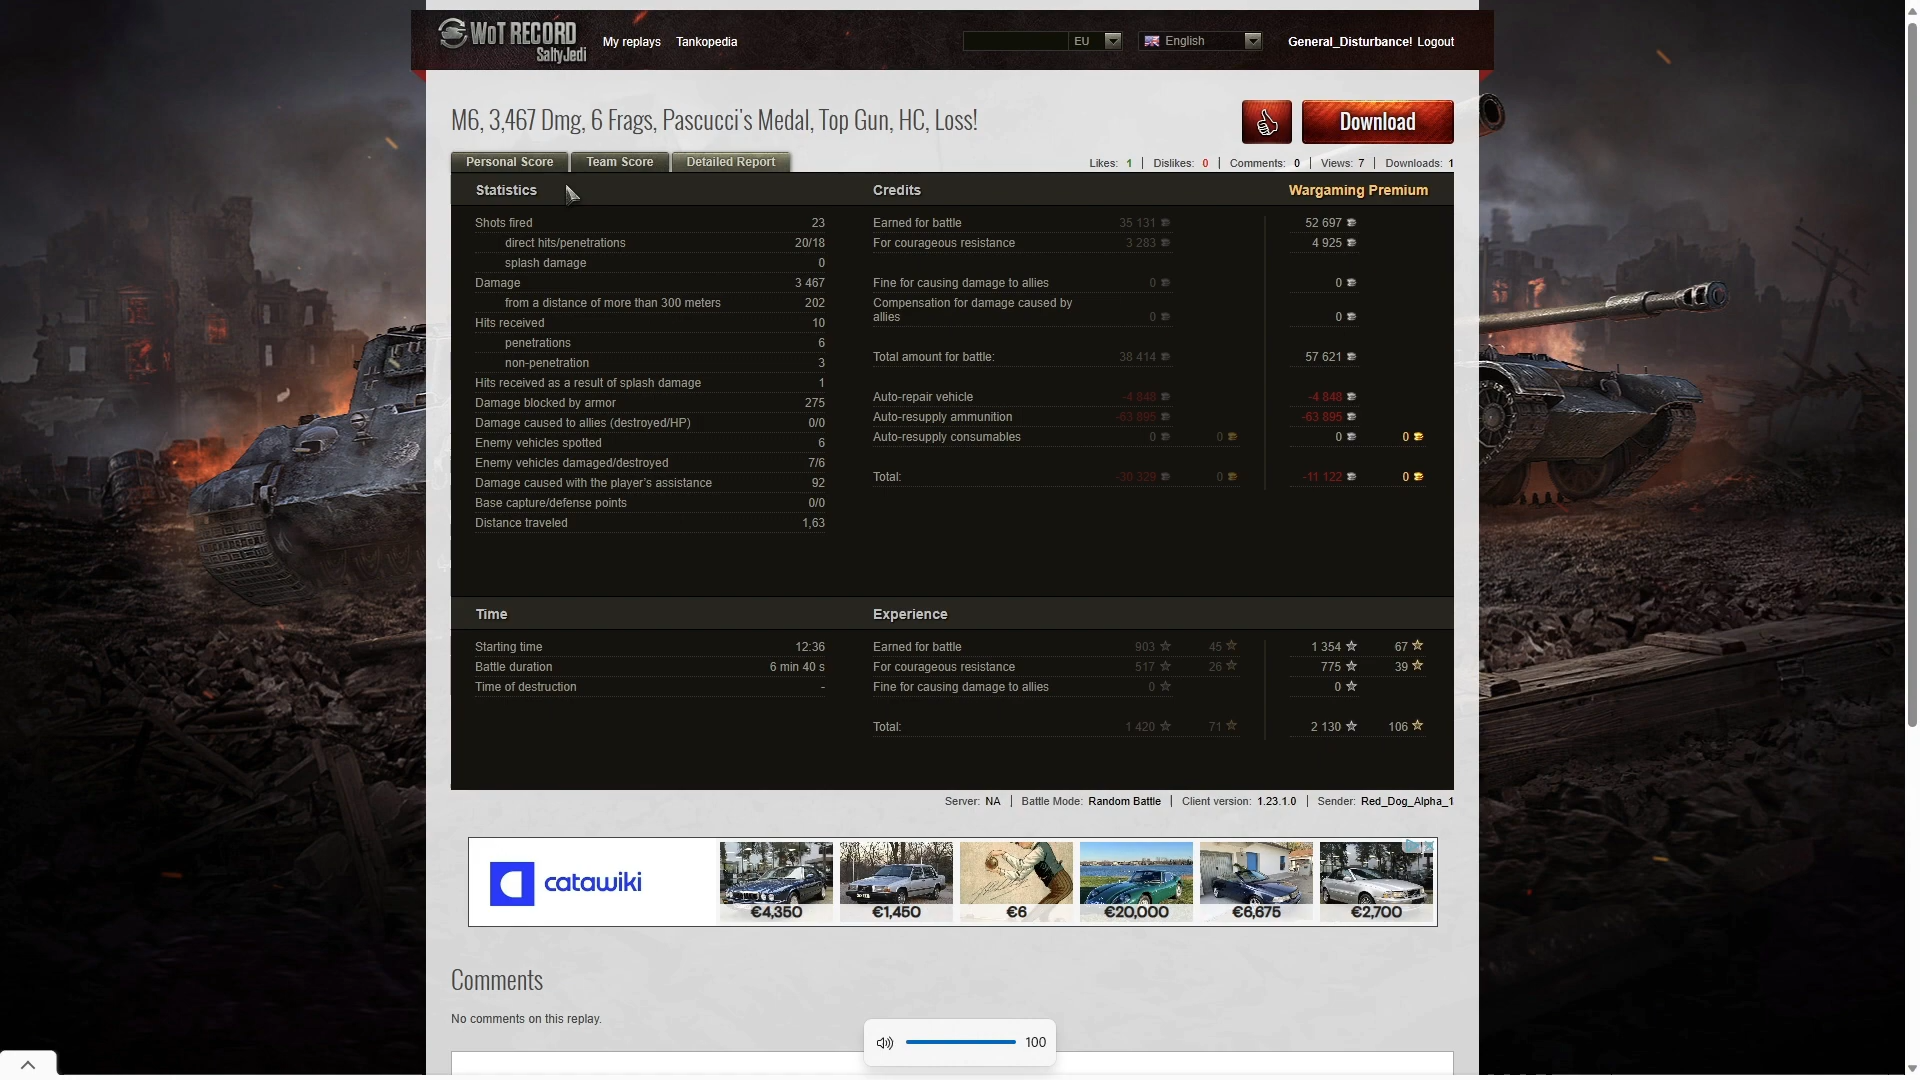 WoT RECORD
SaltyJedi
My replays
Tankopedia
EU
English
General_Disturbance! Logout
M6, 3,467 Dmg, 6 Frags, Pascucci's Medal, Top Gun, HC, Loss!
Download
Personal Score
Team Score
Detailed Report
Likes: 1 | Dislikes: 0 | Comments: 0 | Views: 7 | Downloads: 1
Statistics
Credits
Wargaming Premium
Shots fired 23
direct hits/penetrations 20/18
splash damage 0
Damage 3 467
from a distance of more than 300 meters 202
Hits received 10
penetrations 6
non-penetration 3
Hits received as a result of splash damage 1
Damage blocked by armor 275
Damage caused to allies (destroyed/HP) 0/0
Enemy vehicles spotted 6
Enemy vehicles damaged/destroyed 7/6
Damage caused with the player's assistance 92
Base capture/defense points 0/0
Distance traveled 1,63
Earned for battle 35 131 52 697
For courageous resistance 3 283 4 925
Fine for causing damage to allies 0 0
Compensation for damage caused by
allies 0 0
Total amount for battle: 38 414 57 621
Auto-repair vehicle -4 848 -4 848
Auto-resupply ammunition -63 895 -63 895
Auto-resupply consumables 0 0 0 0
Total: -30 329 0 -11 122 0
Time
Starting time 12:36
Battle duration 6 min 40 s
Time of destruction -
Experience
Earned for battle 903 45 1 354 67
For courageous resistance 517 26 775 39
Fine for causing damage to allies 0 0
Total: 1 420 71 2 130 106
Server: NA | Battle Mode: Random Battle | Client version: 1.23.1.0 | Sender: Red_Dog_Alpha_1
catawiki
€4,350
€1,450
€6
€20,000
€6,675
€2,700
Comments
No comments on this replay.
100